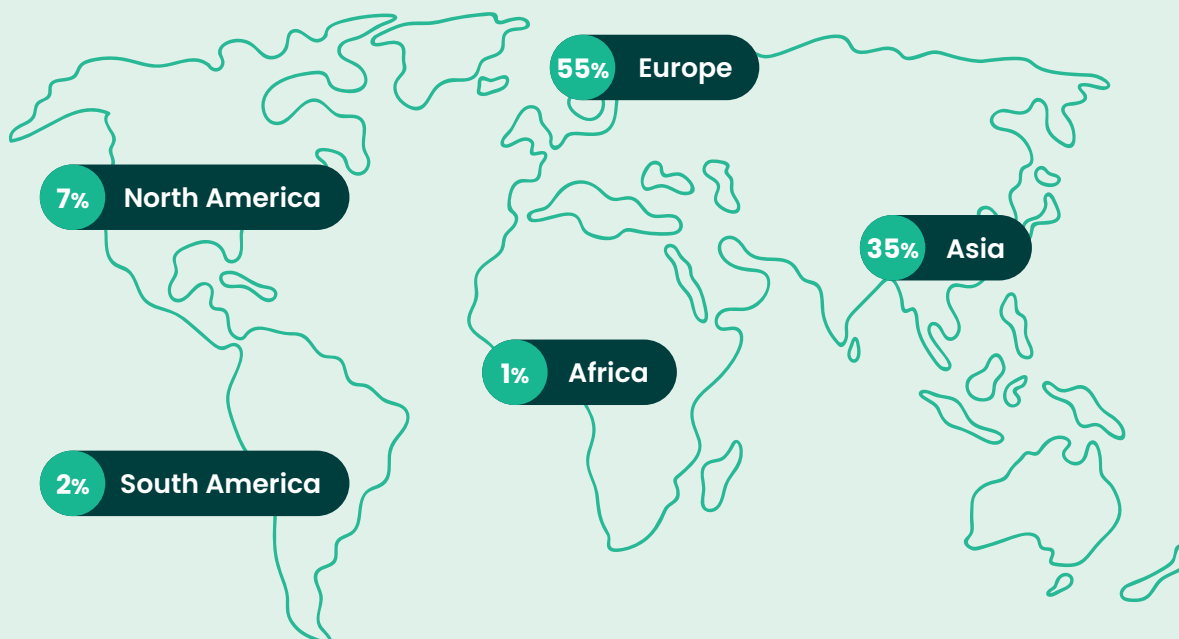 55% Europe
7% North America
35% Asia
1% Africa
2% South America